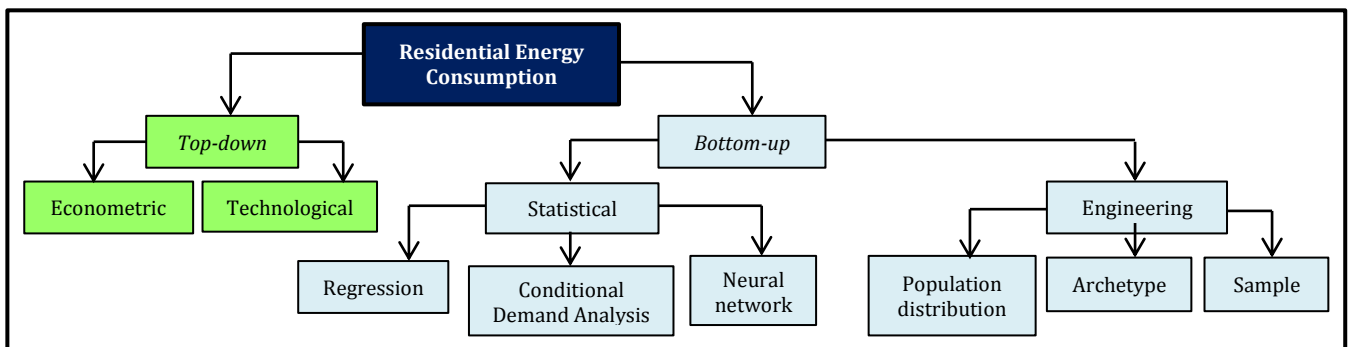 Residential Energy
Consumption
Top-down
Bottom-up
Econometric
Technological
Statistical
Engineering
Regression
Conditional
Demand Analysis
Neural
network
Population
distribution
Archetype
Sample